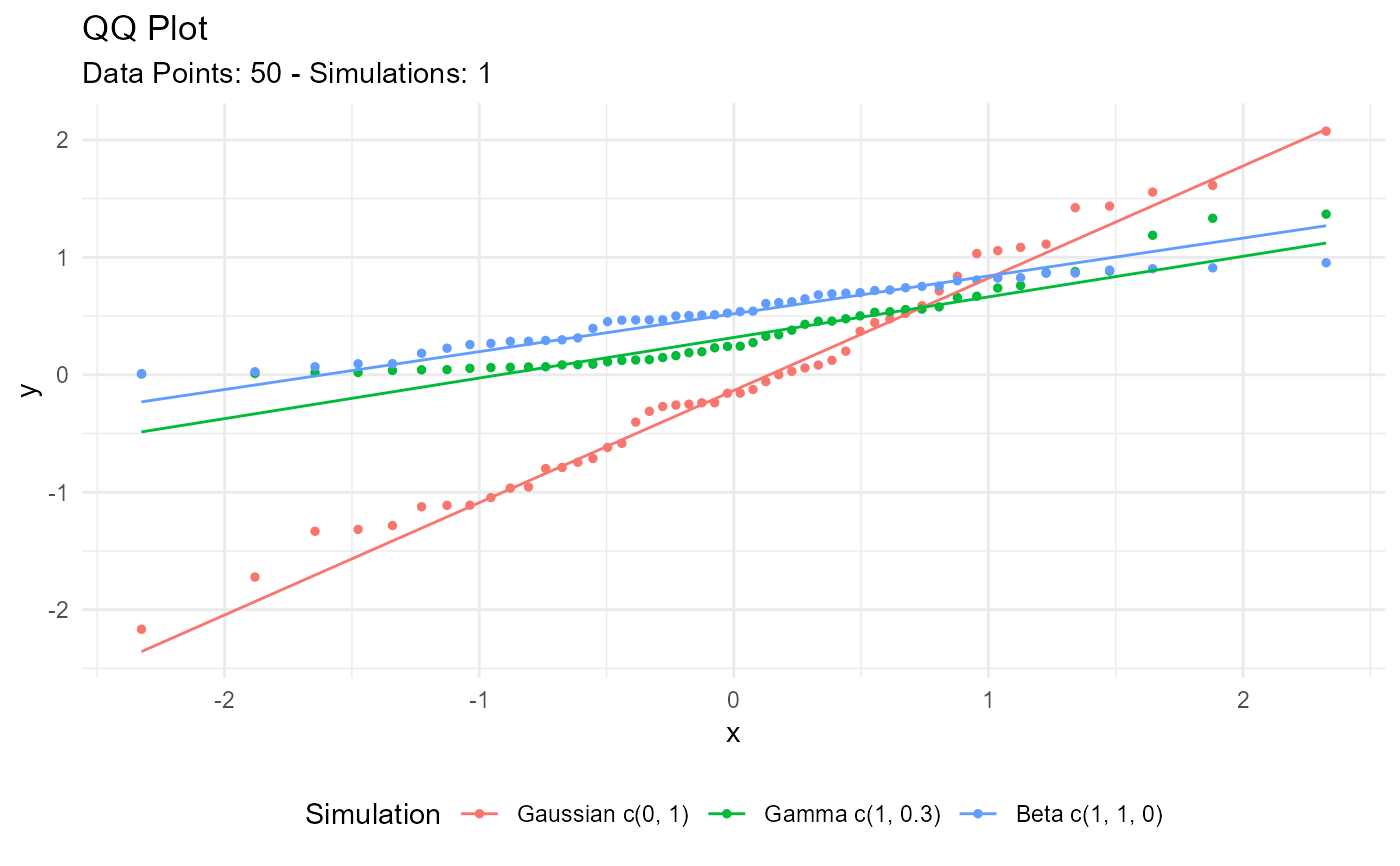 QQ Plot
Data Points: 50 - Simulations: 1
2
1
0
-1
-2
y
-2
-1
0
1
2
x
Simulation
Gaussian c(0, 1)
Gamma c(1, 0.3)
Beta c(1, 1, 0)